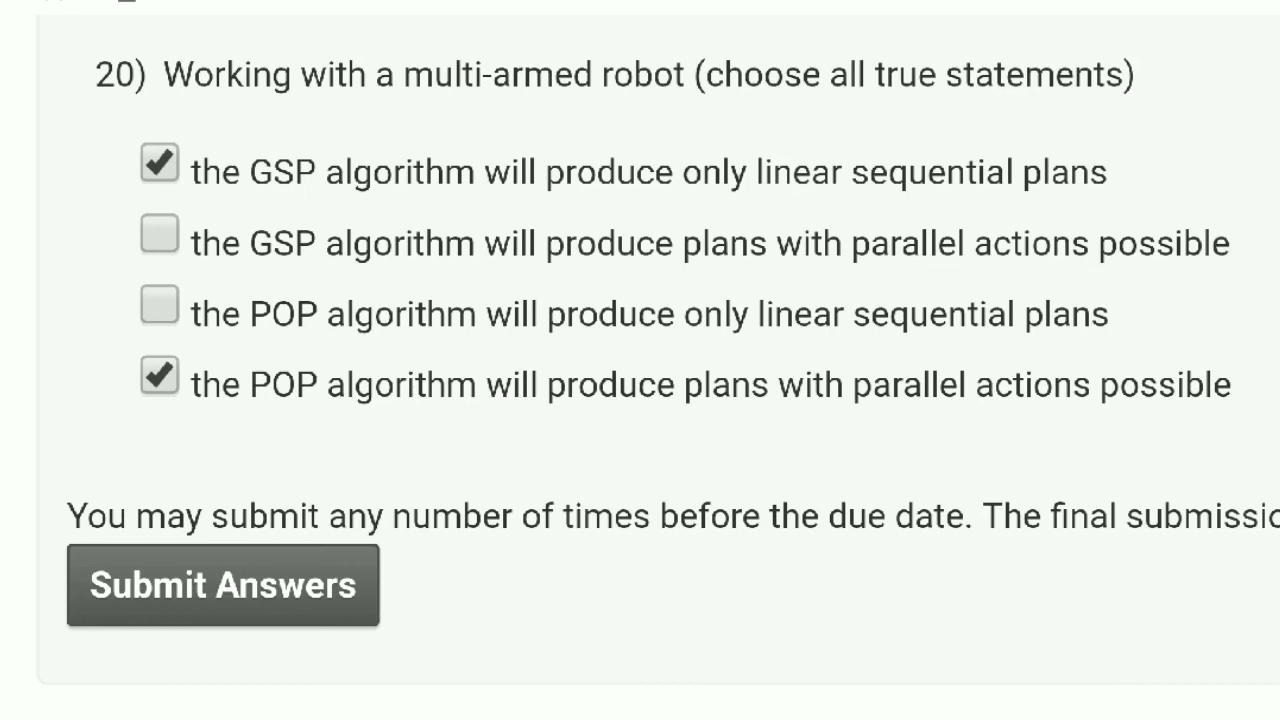 20) Working with a multi-armed robot (choose all true statements)
the GSP algorithm will produce only linear sequential plans
the GSP algorithm will produce plans with parallel actions possible
the POP algorithm will produce only linear sequential plans
the POP algorithm will produce plans with parallel actions possible
You may submit any number of times before the due date. The final
Submit Answers